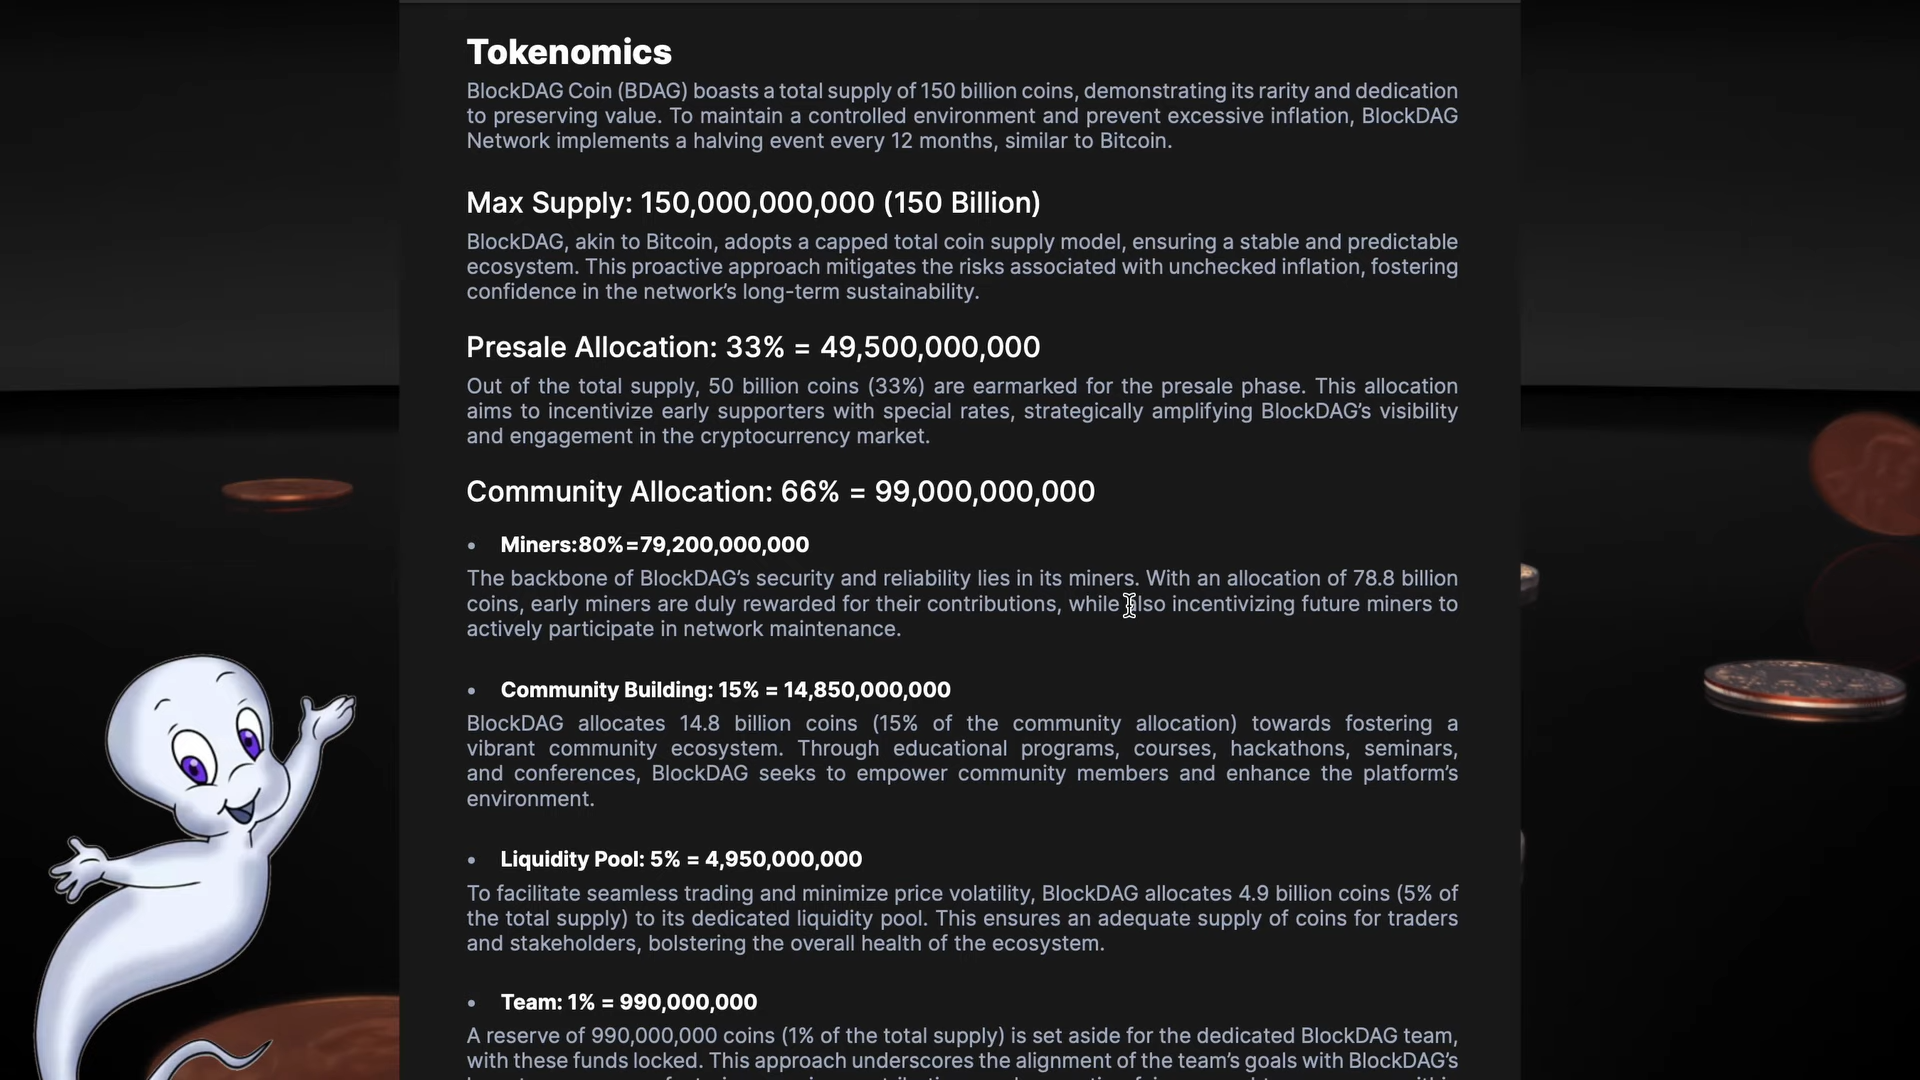 Tokenomics
BlockDAG Coin (BDAG) boasts a total supply of 150 billion coins, demonstrating its rarity and dedication
to preserving value. To maintain a controlled environment and prevent excessive inflation, BlockDAG
Network implements a halving event every 12 months, similar to Bitcoin.
Max Supply: 150,000,000,000 (150 Billion)
BlockDAG, akin to Bitcoin, adopts a capped total coin supply model, ensuring a stable and predictable
ecosystem. This proactive approach mitigates the risks associated with unchecked inflation, fostering
confidence in the network’s long-term sustainability.
Presale Allocation: 33% = 49,500,000,000
Out of the total supply, 50 billion coins (33%) are earmarked for the presale phase. This allocation
aims to incentivize early supporters with special rates, strategically amplifying BlockDAG’s visibility
and engagement in the cryptocurrency market.
Community Allocation: 66% = 99,000,000,000
• Miners:80%=79,200,000,000
The backbone of BlockDAG’s security and reliability lies in its miners. With an allocation of 78.8 billion
coins, early miners are duly rewarded for their contributions, while also incentivizing future miners to
actively participate in network maintenance.
• Community Building: 15% = 14,850,000,000
BlockDAG allocates 14.8 billion coins (15% of the community allocation) towards fostering a
vibrant community ecosystem. Through educational programs, courses, hackathons, seminars,
and conferences, BlockDAG seeks to empower community members and enhance the platform’s
environment.
• Liquidity Pool: 5% = 4,950,000,000
To facilitate seamless trading and minimize price volatility, BlockDAG allocates 4.9 billion coins (5% of
the total supply) to its dedicated liquidity pool. This ensures an adequate supply of coins for traders
and stakeholders, bolstering the overall health of the ecosystem.
• Team: 1% = 990,000,000
A reserve of 990,000,000 coins (1% of the total supply) is set aside for the dedicated BlockDAG team,
with these funds locked. This approach underscores the alignment of the team’s goals with BlockDAG’s